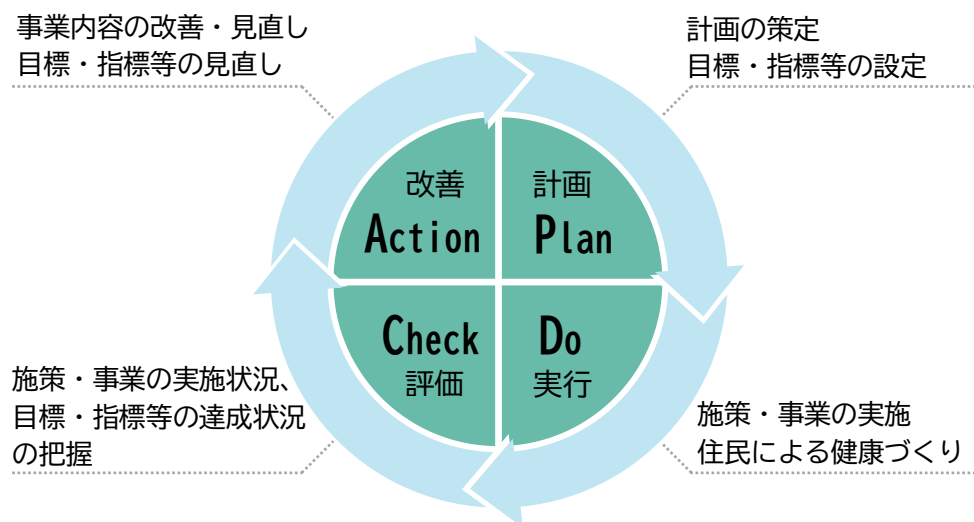 事業内容の改善・見直し
目標・指標等の見直し
計画の策定
目標・指標等の設定
改善
Action
計画
Plan
Check
評価
Do
実行
施策・事業の実施状況、
目標・指標等の達成状況
の把握
施策・事業の実施
住民による健康づくり